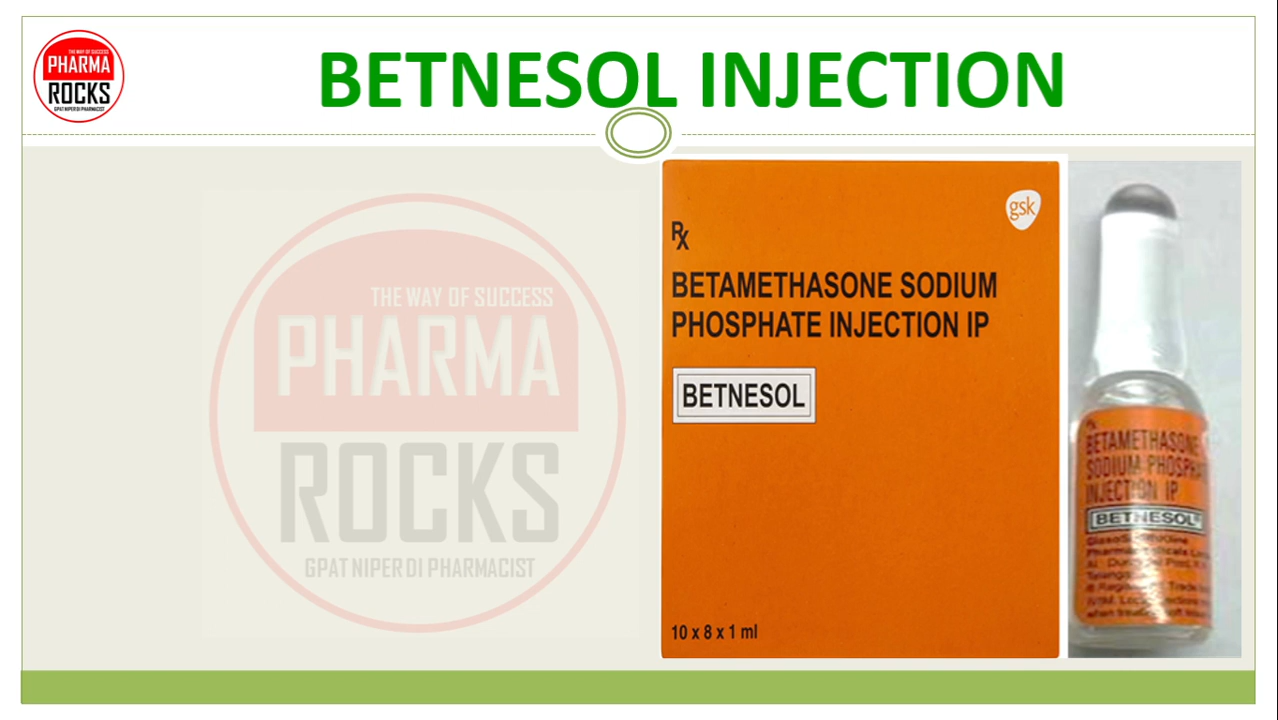 THE WAY OF SUCCESS
PHARMA
ROCKS
GPAT NIPER DI PHARMACIST
BETNESOL INJECTION
THE WAY OF SUCCESS
PHARMA
ROCKS
GPAT NIPER DI PHARMACIST
gsk
Rx
BETAMETHASONE SODIUM
PHOSPHATE INJECTION IP
BETNESOL
10 x 8 x 1 ml
BETAMETHASONE
SODIUM PHOSPHA
INJECTION IP
BETNESOL